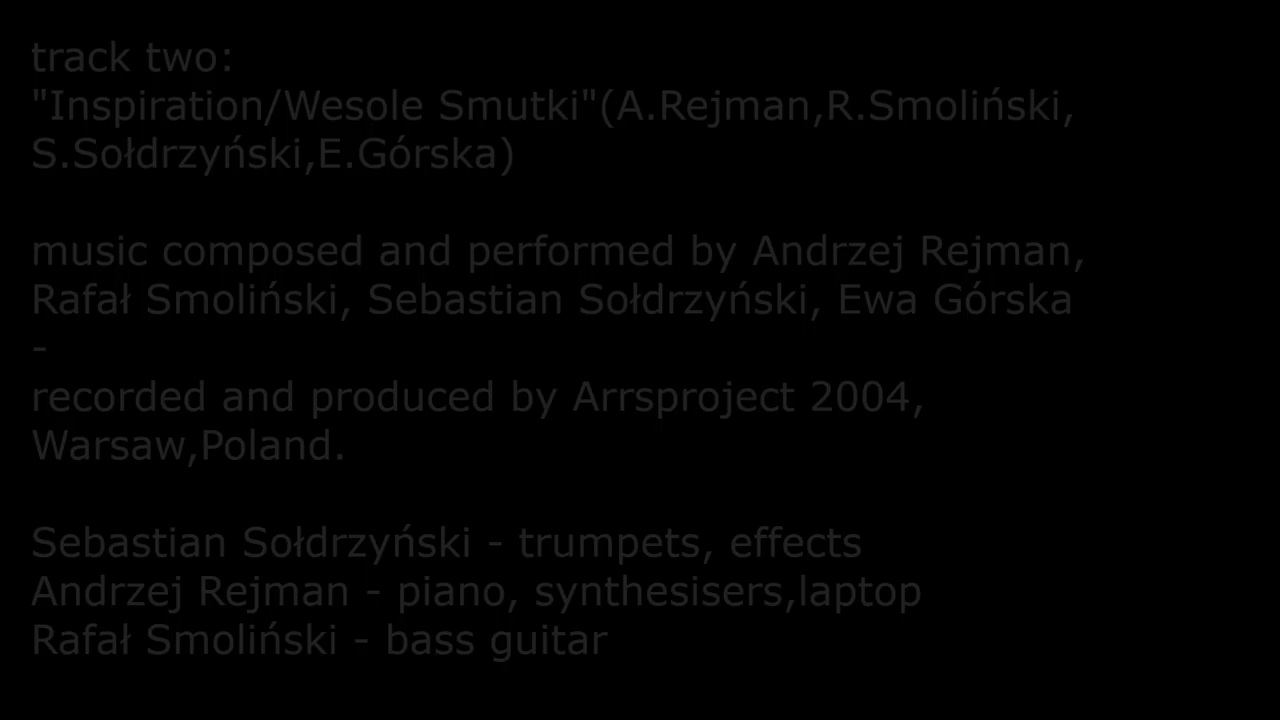 track two:
"Inspiration/Wesole Smutki"(A.Rejman,R.Smoliński,
S.Sołdrzyński,E.Górska)
music composed and performed by Andrzej Rejman,
Rafał Smoliński, Sebastian Sołdrzyński, Ewa Górska
-
recorded and produced by Arrsproject 2004,
Warsaw,Poland.
Sebastian Sołdrzyński - trumpets, effects
Andrzej Rejman - piano, synthesisers,laptop
Rafał Smoliński - bass guitar